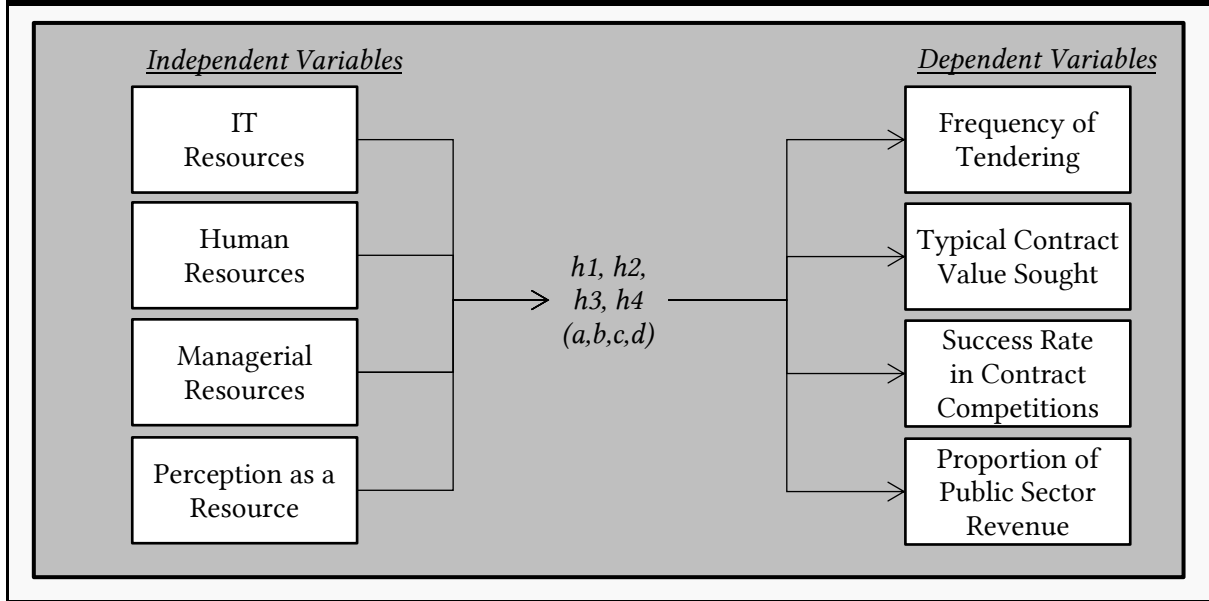 Independent Variables
IT
Resources
Human
Resources
Managerial
Resources
Perception as a
Resource
h1, h2,
h3, h4
(a,b,c,d)
Dependent Variables
Frequency of
Tendering
Typical Contract
Value Sought
Success Rate
in Contract
Competitions
Proportion of
Public Sector
Revenue